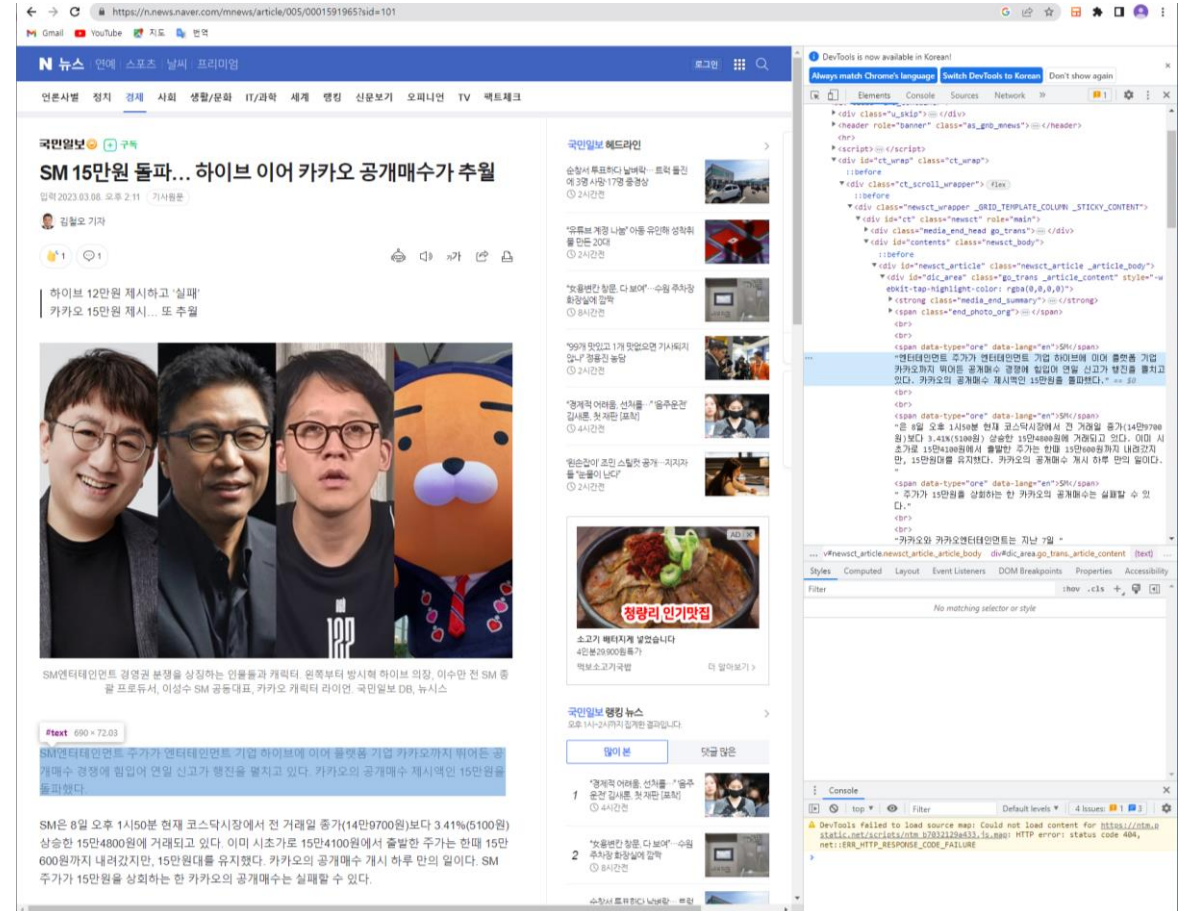 https://n.news.naver.com/mnews/article/005/0001591965?sid=101
Gmail YouTube 지도 번역
N 뉴스 연예 스포츠 날씨 프리미엄 로그인
언론사별 정치 경제 사회 생활/문화 IT/과학 세계 랭킹 신문보기 오피니언 TV 팩트체크
국민일보 구독
SM 15만원 돌파… 하이브 이어 카카오 공개매수가 추월
입력 2023.03.08. 오후 2:11 기사원문
김철오 기자
1 1
가
하이브 12만원 제시하고 '실패'
카카오 15만원 제시… 또 추월
SM엔터테인먼트 경영권 분쟁을 상징하는 인물들과 캐릭터. 왼쪽부터 방시혁 하이브 의장, 이수만 전 SM 총
괄 프로듀서, 이성수 SM 공동대표, 카카오 캐릭터 라이언. 국민일보 DB, 뉴시스
#text 690 × 72.03
SM엔터테인먼트 주가가 엔터테인먼트 기업 하이브에 이어 플랫폼 기업 카카오까지 뛰어든 공
개매수 경쟁에 힘입어 연일 신고가 행진을 펼치고 있다. 카카오의 공개매수 제시액인 15만원을
돌파했다.
SM은 8일 오후 1시50분 현재 코스닥시장에서 전 거래일 종가(14만9700원)보다 3.41%(5100원)
상승한 15만4800원에 거래되고 있다. 이미 시초가로 15만4100원에서 출발한 주가는 한때 15만
600원까지 내려갔지만, 15만원대를 유지했다. 카카오의 공개매수 개시 하루 만의 일이다. SM
주가가 15만원을 상회하는 한 카카오의 공개매수는 실패할 수 있다.
국민일보 헤드라인
순창서 투표하다 날벼락… 트럭 돌진
에 3명 사망·17명 중경상
2시간전
"유튜브 계정 나눔" 아동 유인해 성착취
물 만든 20대
2시간전
"女용변칸 창문, 다 보여"…수원 주차장
화장실에 깜짝
8시간전
"99개 맛있고 1개 맛없으면 기사퇴지
않나" 정용진 농담
2시간전
"경제적 어려움, 선처를…" '음주운전'
김새론, 첫 재판 [포착]
4시간전
'왼손잡이' 조민 스틸컷 공개…지지자
들 "눈물이 난다"
2시간전
AD X
청량리 인기맛집
소고기 배터지게 넣었습니다
4인분29,900원특가
먹보소고기국밥 더 알아보기 >
국민일보 랭킹 뉴스
오후 1시~2시까지 집계한 결과입니다.
많이 본 댓글 많은
1 "경제적 어려움, 선처를…" '음주
운전' 김새론, 첫 재판 [포착]
4시간전
2 "女용변칸 창문, 다 보여"…수원
주차장 화장실에 깜짝
8시간전
순창서 투표하다 날벼락… 트럭
DevTools is now available in Korean!
Always match Chrome's language Switch DevTools to Korean Don't show again
Elements Console Sources Network » 1
<div class="u_skip">…</div>
<header role="banner" class="as_gnb_mnews">…</header>
<hr>
<script>…</script>
<div id="ct_wrap" class="ct_wrap">
::before
<div class="ct_scroll_wrapper"> flex
::before
<div class="newsct_wrapper _GRID_TEMPLATE_COLUMN _STICKY_CONTENT">
<div id="ct" class="newsct" role="main">
<div class="media_end_head go_trans">…</div>
<div id="contents" class="newsct_body">
::before
<div id="newsct_article" class="newsct_article _article_body">
<div id="dic_area" class="go_trans _article_content" style="-w
ebkit-tap-highlight-color: rgba(0,0,0,0)">
<strong class="media_end_summary">…</strong>
<span class="end_photo_org">…</span>
<br>
<br>
<span data-type="ore" data-lang="en">SM</span>
"엔터테인먼트 주가가 엔터테인먼트 기업 하이브에 이어 플랫폼 기업
카카오까지 뛰어든 공개매수 경쟁에 힘입어 연일 신고가 행진을 펼치고
있다. 카카오의 공개매수 제시액인 15만원을 돌파했다." == $0
<br>
<br>
<span data-type="ore" data-lang="en">SM</span>
"은 8일 오후 1시50분 현재 코스닥시장에서 전 거래일 종가(14만9700
원)보다 3.41%(5100원) 상승한 15만4800원에 거래되고 있다. 이미 시
초가로 15만4100원에서 출발한 주가는 한때 15만600원까지 내려갔지
만, 15만원대를 유지했다. 카카오의 공개매수 개시 하루 만의 일이다.
"
<span data-type="ore" data-lang="en">SM</span>
" 주가가 15만원을 상회하는 한 카카오의 공개매수는 실패할 수 있
다."
<br>
<br>
"카카오와 카카오엔터테인먼트는 지난 7일 "
... v#newsct_article.newsct_article._article_body div#dic_area.go_trans._article_content (text) ...
Styles Computed Layout Event Listeners DOM Breakpoints Properties Accessibility
Filter :hov .cls +
No matching selector or style
Console
top ▼ Filter Default levels ▼ 4 Issues: 1 3
DevTools failed to load source map: Could not load content for https://ntm.p
static.net/scripts/ntm_b7032129a433.js.map: HTTP error: status code 404,
net::ERR_HTTP_RESPONSE_CODE_FAILURE